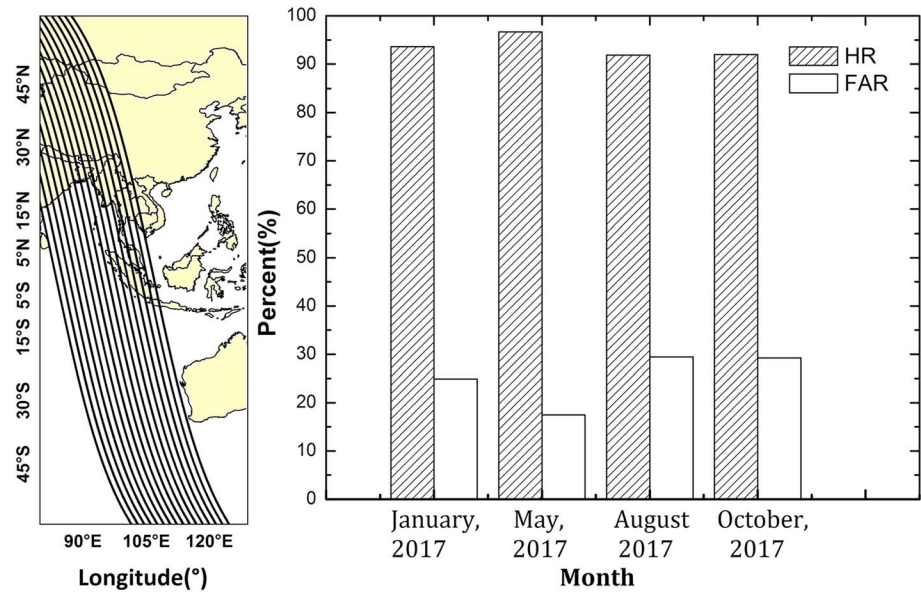 45°N
30°N
15°N
5°N
5°S
15°S
30°S
45°S
90°E 105°E 120°E
Longitude(°)
Percent(%)
100
90
80
70
60
50
40
30
20
10
0
HR
FAR
January, 2017
May, 2017
August 2017
October, 2017
Month